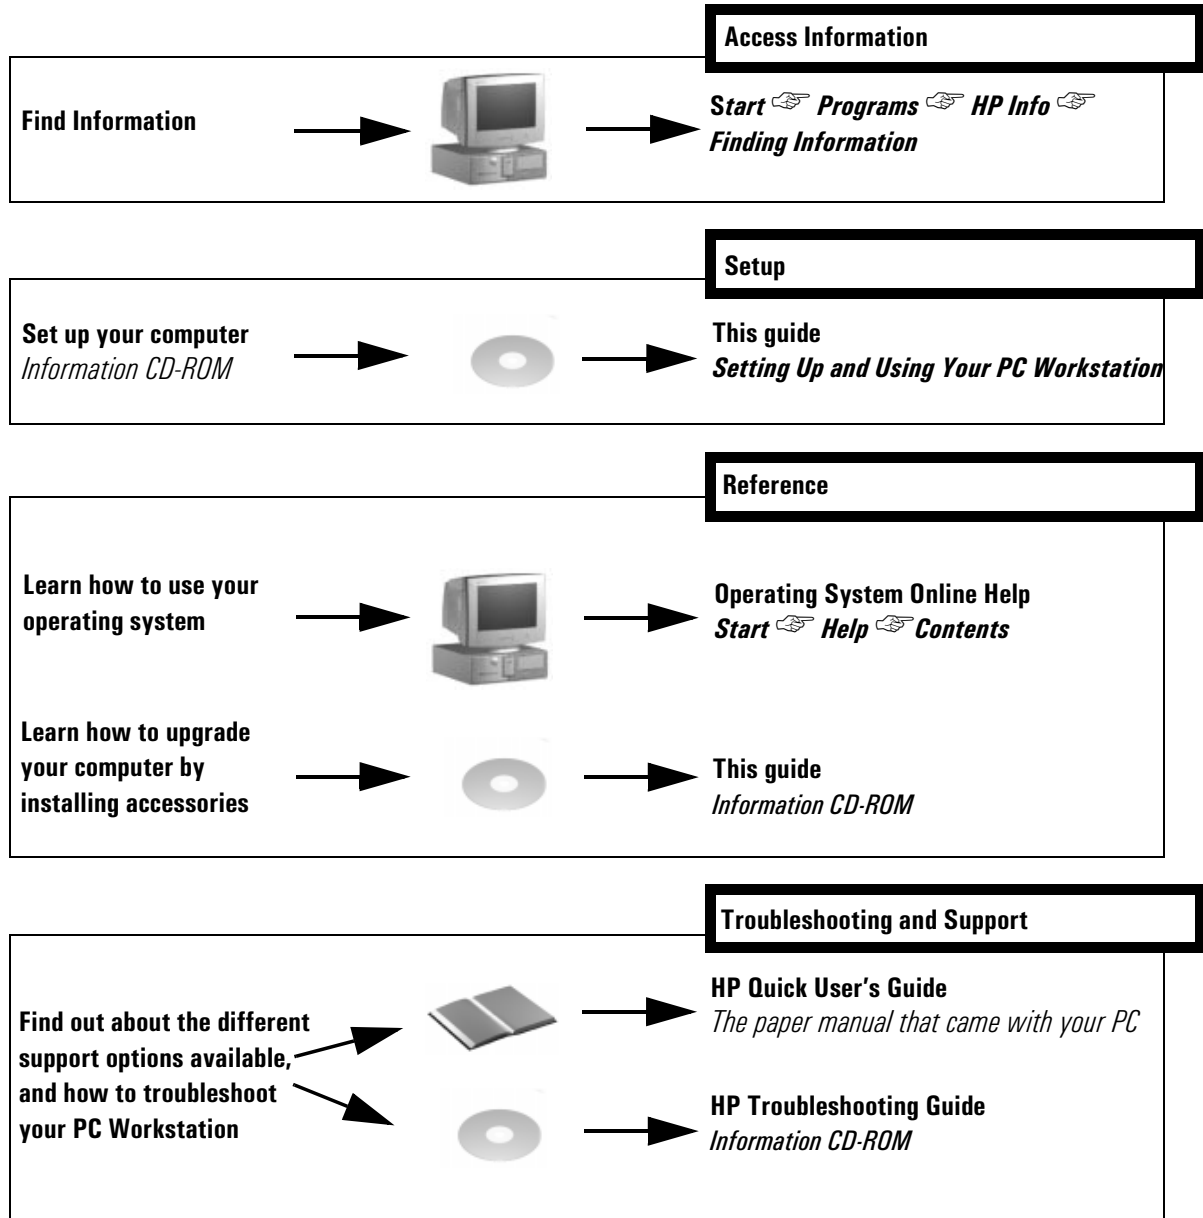 Access Information
Find Information
Start ☞ Programs ☞ HP Info ☞
Finding Information
Setup
Set up your computer
Information CD-ROM
This guide
Setting Up and Using Your PC Workstation
Reference
Learn how to use your
operating system
Operating System Online Help
Start ☞ Help ☞ Contents
Learn how to upgrade
your computer by
installing accessories
This guide
Information CD-ROM
Troubleshooting and Support
Find out about the different
support options available,
and how to troubleshoot
your PC Workstation
HP Quick User's Guide
The paper manual that came with your PC
HP Troubleshooting Guide
Information CD-ROM